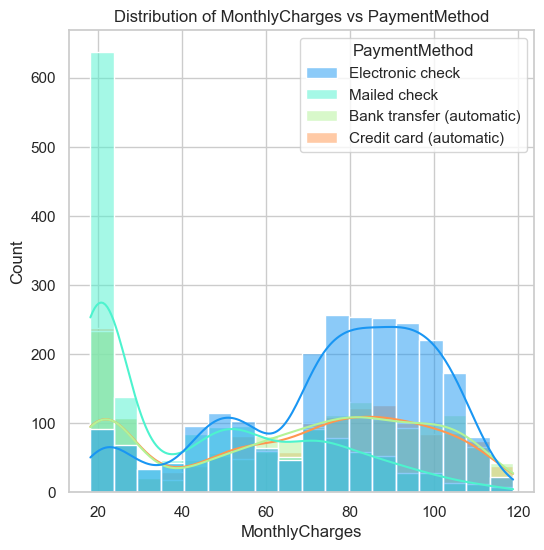 Distribution of MonthlyCharges vs PaymentMethod
PaymentMethod
Electronic check
Mailed check
Bank transfer (automatic)
Credit card (automatic)
Count
600
500
400
300
200
100
0
20 40 60 80 100 120
MonthlyCharges